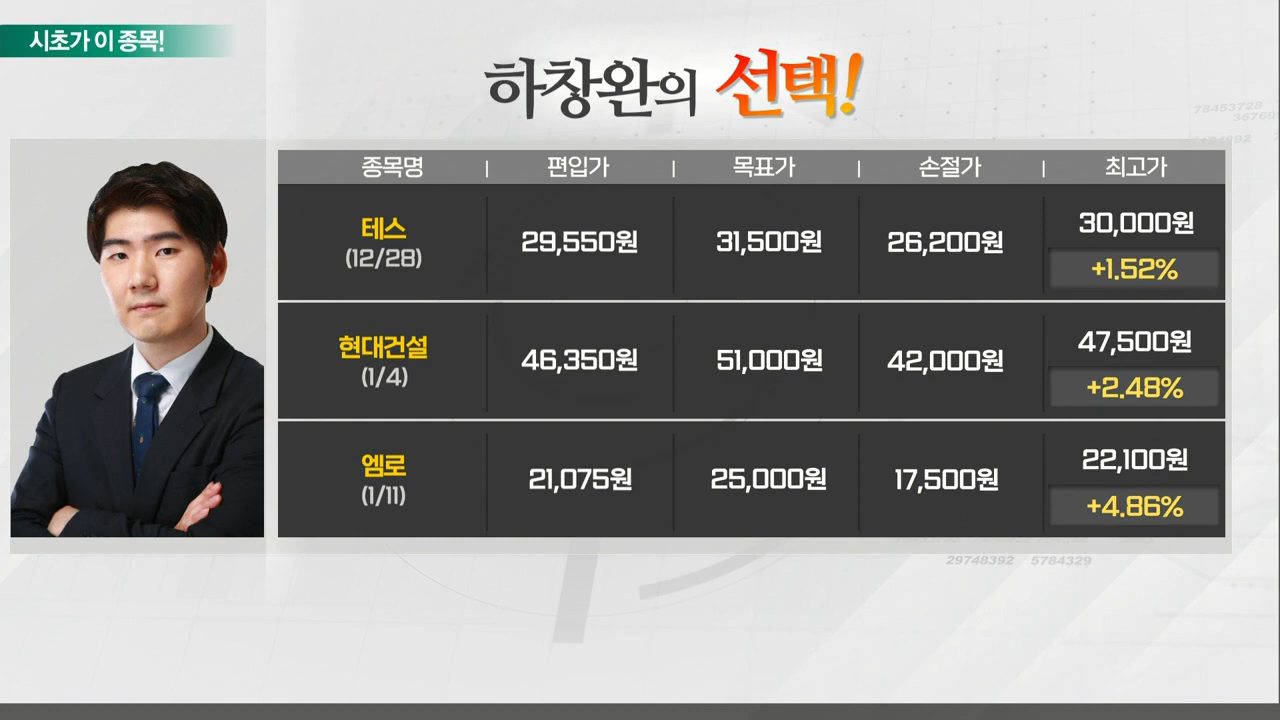 시초가 이 종목!
하창완의 선택!
종목명 | 편입가 | 목표가 | 손절가 | 최고가
테스
(12/28)
29,550원
31,500원
26,200원
30,000원
+1.52%
현대건설
(1/4)
46,350원
51,000원
42,000원
47,500원
+2.48%
엠로
(1/11)
21,075원
25,000원
17,500원
22,100원
+4.86%
78453728
29748392 5784329